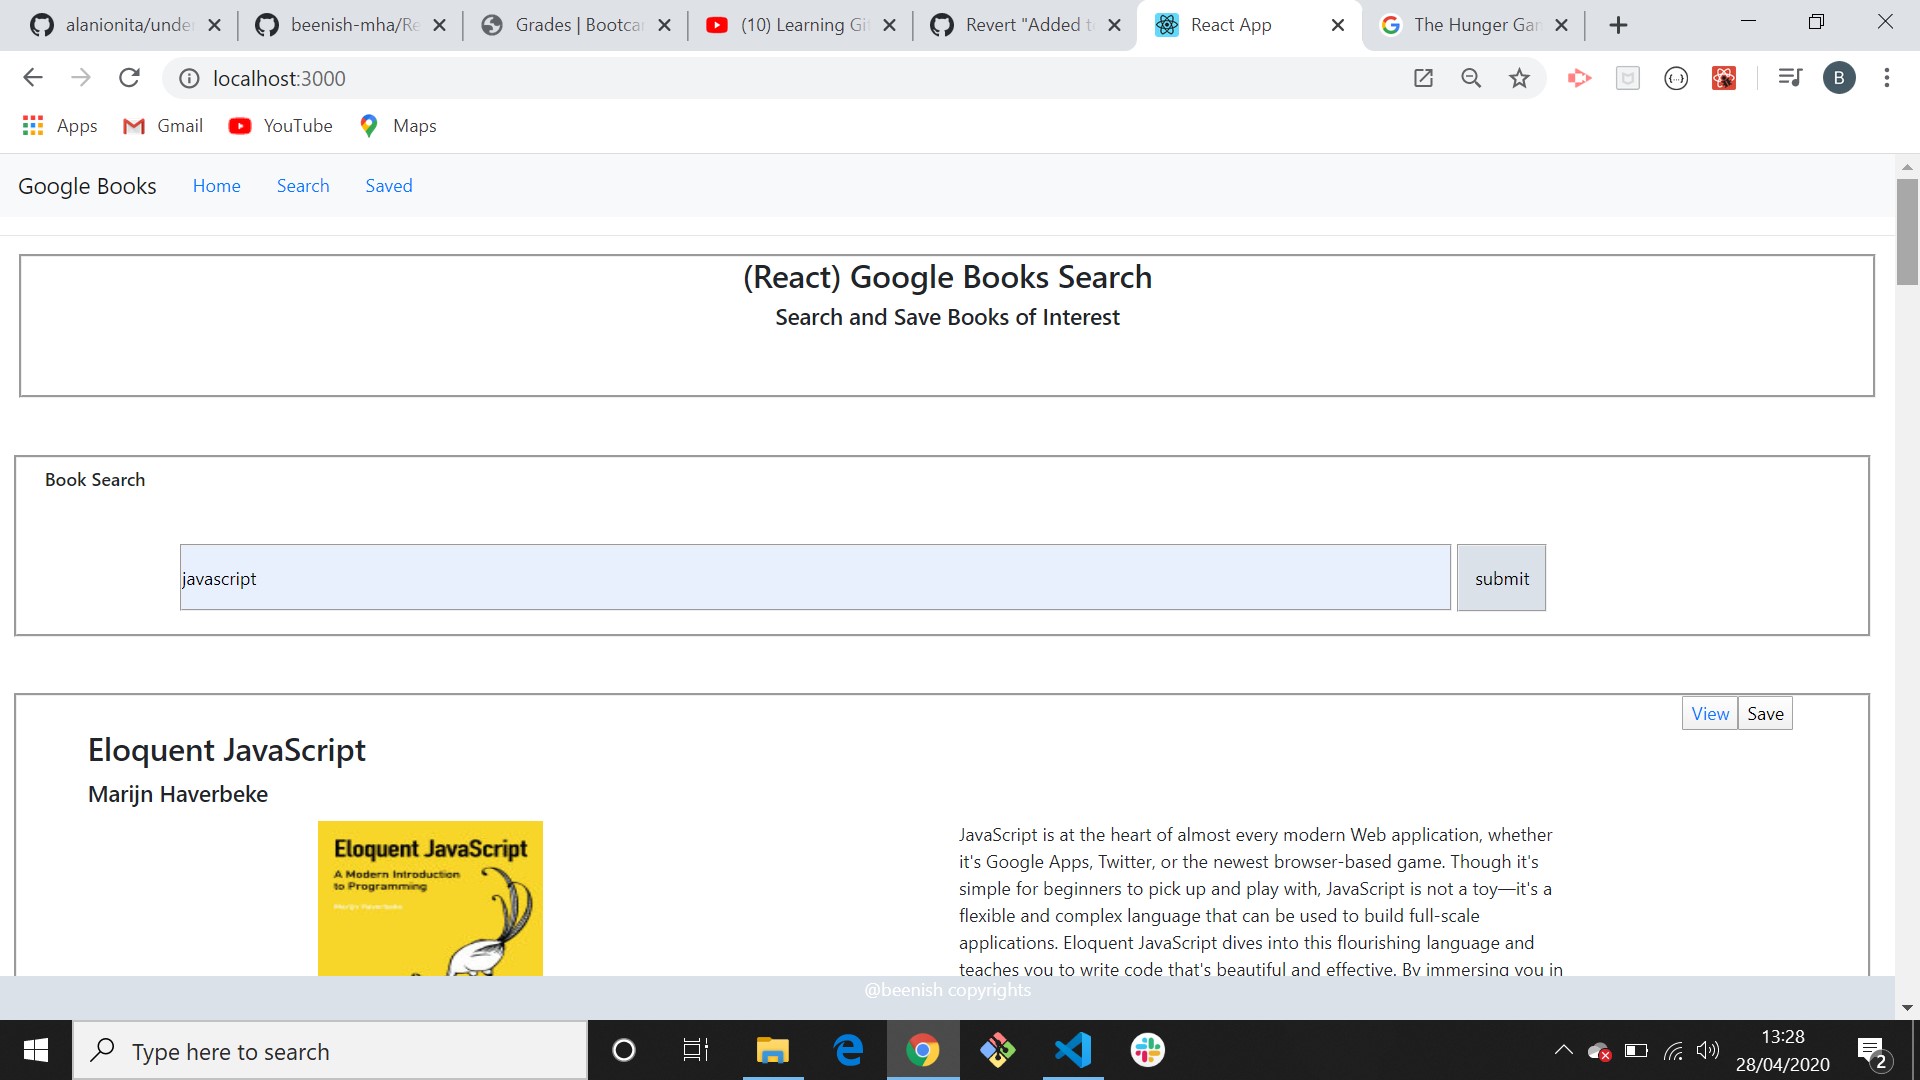 alanionita/under
beenish-mha/Re
Grades | Bootcar
(10) Learning Git
Revert "Added to
React App
The Hunger Gam
localhost:3000
B
Apps
Gmail
YouTube
Maps
Google Books
Home
Search
Saved
(React) Google Books Search
Search and Save Books of Interest
Book Search
javascript
submit
View
Save
Eloquent JavaScript
Marijn Haverbeke
Eloquent JavaScript
A Modern Introduction
to Programming
JavaScript is at the heart of almost every modern Web application, whether
it's Google Apps, Twitter, or the newest browser-based game. Though it's
simple for beginners to pick up and play with, JavaScript is not a toy—it's a
flexible and complex language that can be used to build full-scale
applications. Eloquent JavaScript dives into this flourishing language and
teaches you to write code that's beautiful and effective. By immersing you in
@beenish copyrights
Type here to search
13:28
28/04/2020
2